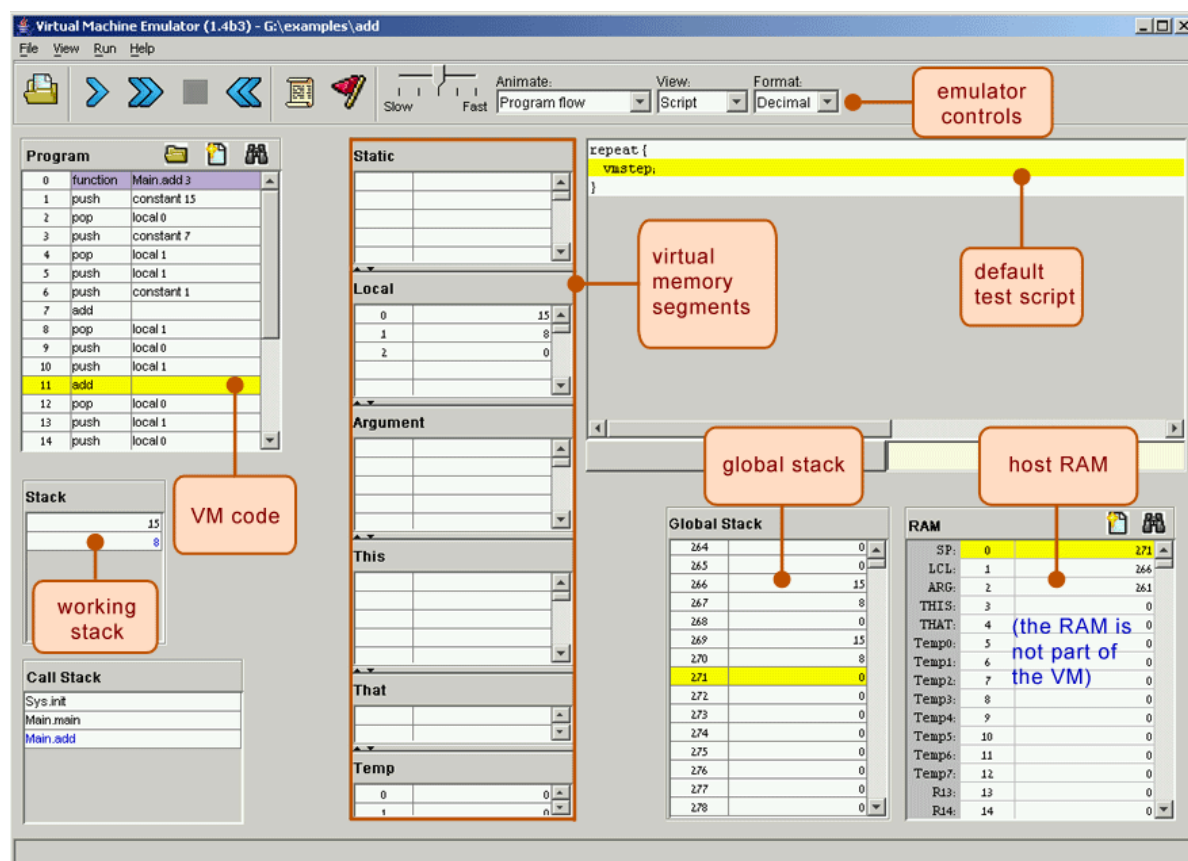 Virtual Machine Emulator (1.4b3) - G:\examples\add
File View Run Help
Slow Fast
Animate:
Program flow
View:
Script
Format:
Decimal
emulator
controls
Program
0 function Main.add 3
1 push constant 15
2 pop local 0
3 push constant 7
4 pop local 1
5 push local 1
6 push constant 1
7 add
8 pop local 1
9 push local 0
10 push local 1
11 add
12 pop local 0
13 push local 1
14 push local 0
VM code
Stack
15
8
working
stack
Call Stack
Sys.init
Main.main
Main.add
Static
Local
0 15
1 8
2 0
Argument
This
That
Temp
0 0
1 0
virtual
memory
segments
repeat {
vmstep;
}
default
test script
global stack
Global Stack
264 0
265 0
266 15
267 8
268 0
269 15
270 8
271 0
272 0
273 0
274 0
275 0
276 0
277 0
278 0
host RAM
RAM
SP: 0 271
LCL: 1 266
ARG: 2 261
THIS: 3 0
THAT: 4 0
Temp0: 5 0
Temp1: 6 0
Temp2: 7 0
Temp3: 8 0
Temp4: 9 0
Temp5: 10 0
Temp6: 11 0
Temp7: 12 0
R13: 13 0
R14: 14 0
(the RAM is
not part of
the VM)